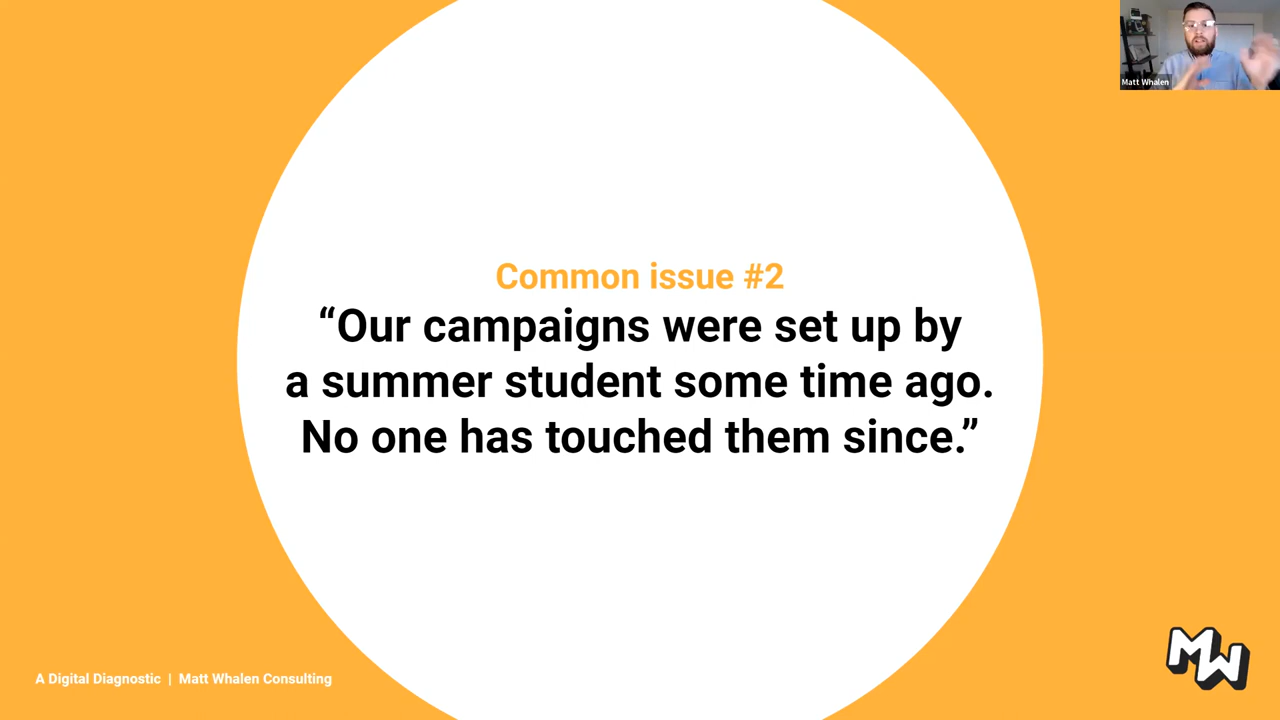 Matt Whalen
Common issue #2
“Our campaigns were set up by
a summer student some time ago.
No one has touched them since.”
A Digital Diagnostic | Matt Whalen Consulting
MW